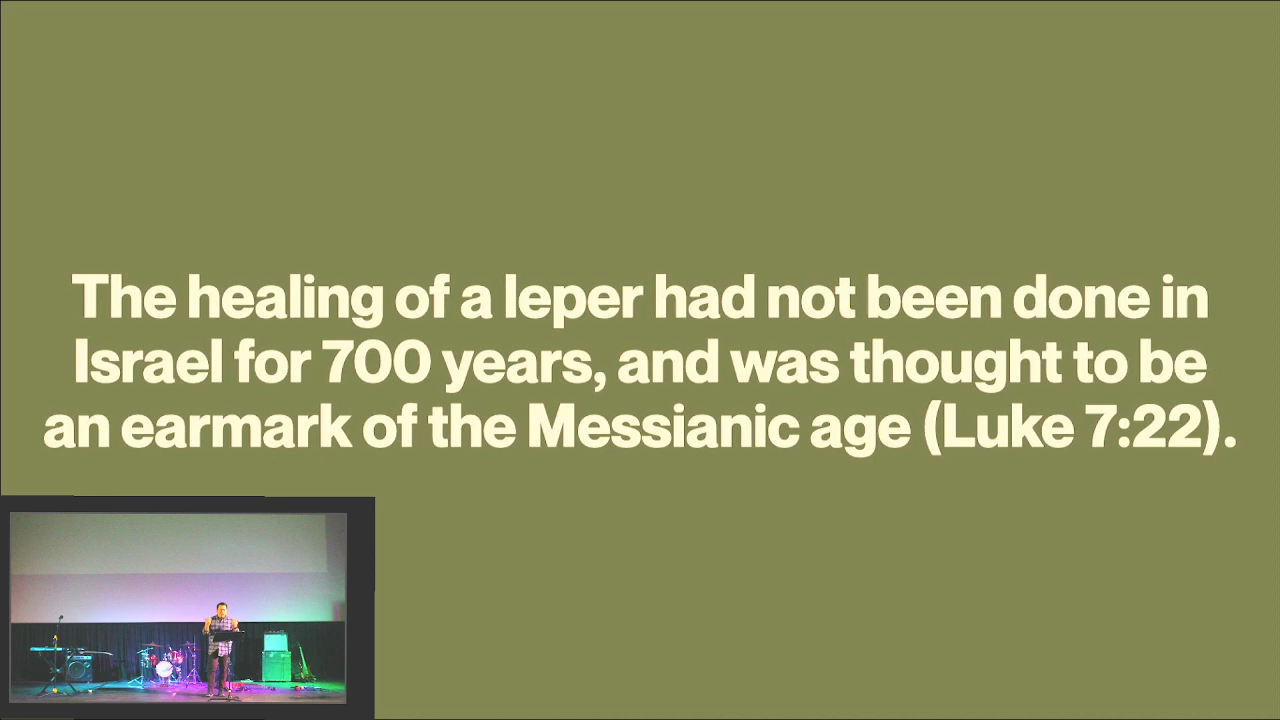 The healing of a leper had not been done in
Israel for 700 years, and was thought to be
an earmark of the Messianic age (Luke 7:22).